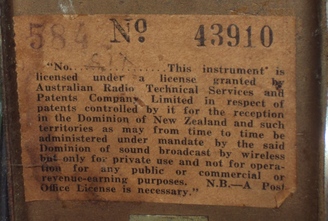 No 43910
"No. .................. This instrument is
licensed under a license granted by
Australian Radio Technical Services and
Patents Company Limited in respect of
patents controlled by it for the reception
in the Dominion of New Zealand and such
territories as may from time to time be
administered under mandate by the said
Dominion of sound broadcast by wireless
but only for private use and not for opera-
tion for any public or commercial or
revenue-earning purposes. N.B.—A Post
Office License is necessary."